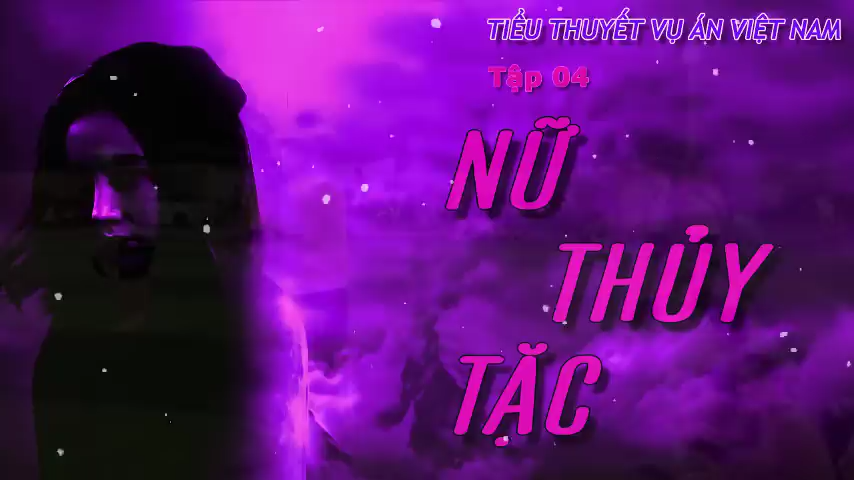 TIỂU THUYẾT VỤ ÁN VIỆT NAM
Tập 04
NỮ
THỦY
TẶC